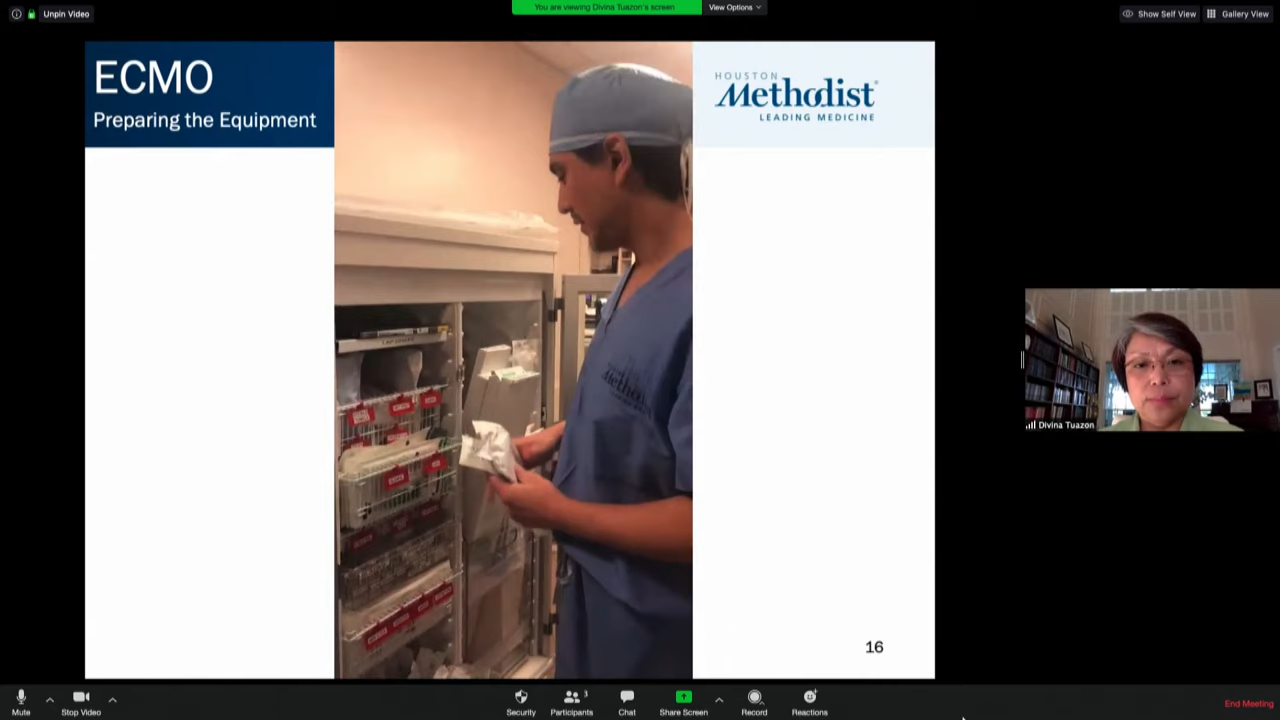 Unpin Video
You are viewing Divina Tuazon's screen
View Options
Show Self View
Gallery View
ECMO
Preparing the Equipment
HOUSTON
Methodist®
LEADING MEDICINE
Methodist
Divina Tuazon
16
Mute
Stop Video
Security
Participants
3
Chat
Share Screen
Record
Reactions
End Meeting